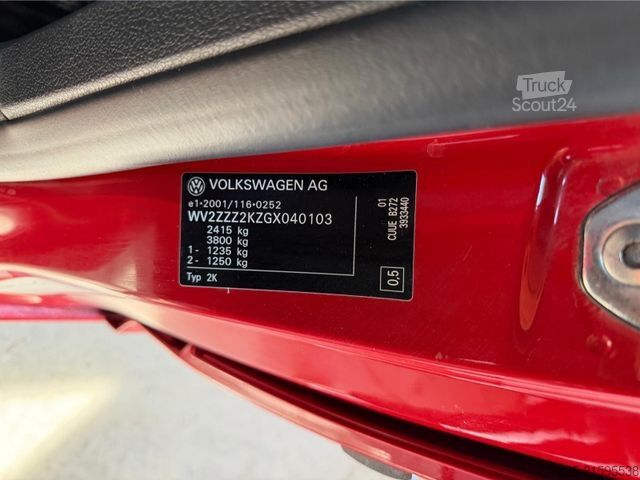 Truck
Scout24
VOLKSWAGEN AG
e1*2001/116*0252
WV2ZZZ2KZGX040103
2415 kg
3800 kg
1- 1235 kg
2- 1250 kg
Typ 2K
01
CUUE B272
3933440
0,5